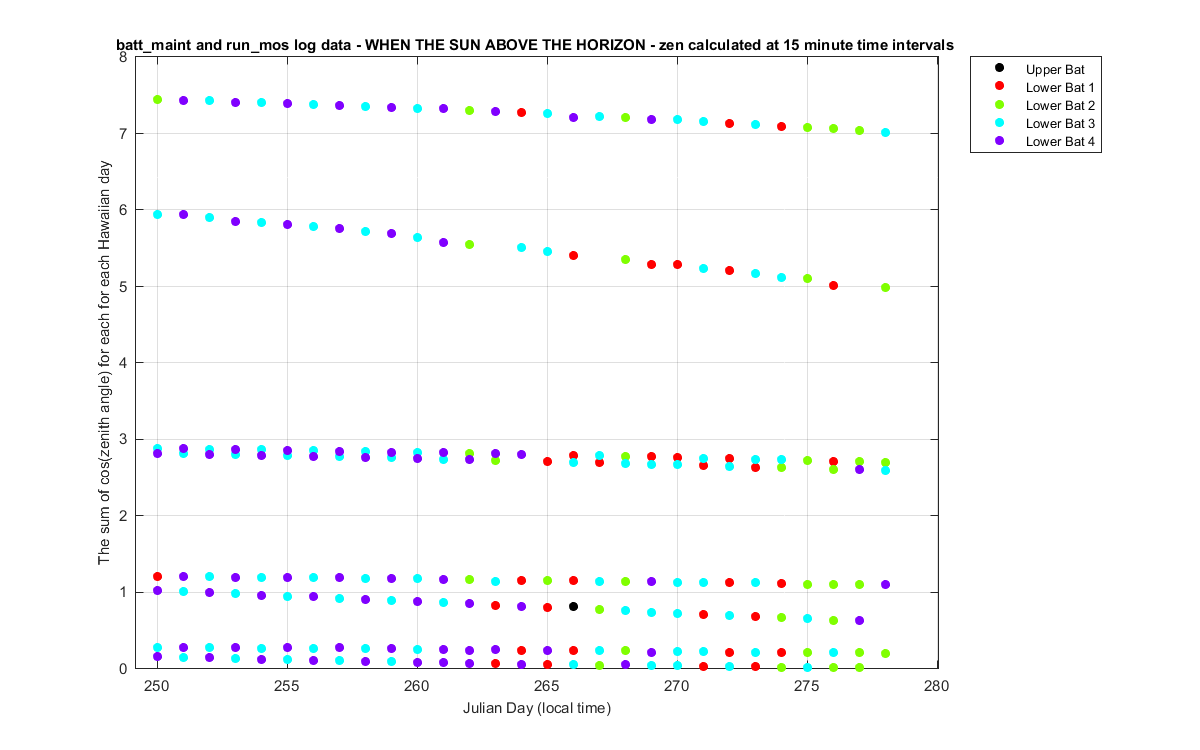 batt_maint and run_mos log data - WHEN THE SUN ABOVE THE HORIZON - zen calculated at 15 minute time intervals
8
7
6
5
4
3
2
1
0
The sum of cos(zenith angle) for each for each Hawaiian day
250
255
260
265
270
275
280
Julian Day (local time)
Upper Bat
Lower Bat 1
Lower Bat 2
Lower Bat 3
Lower Bat 4